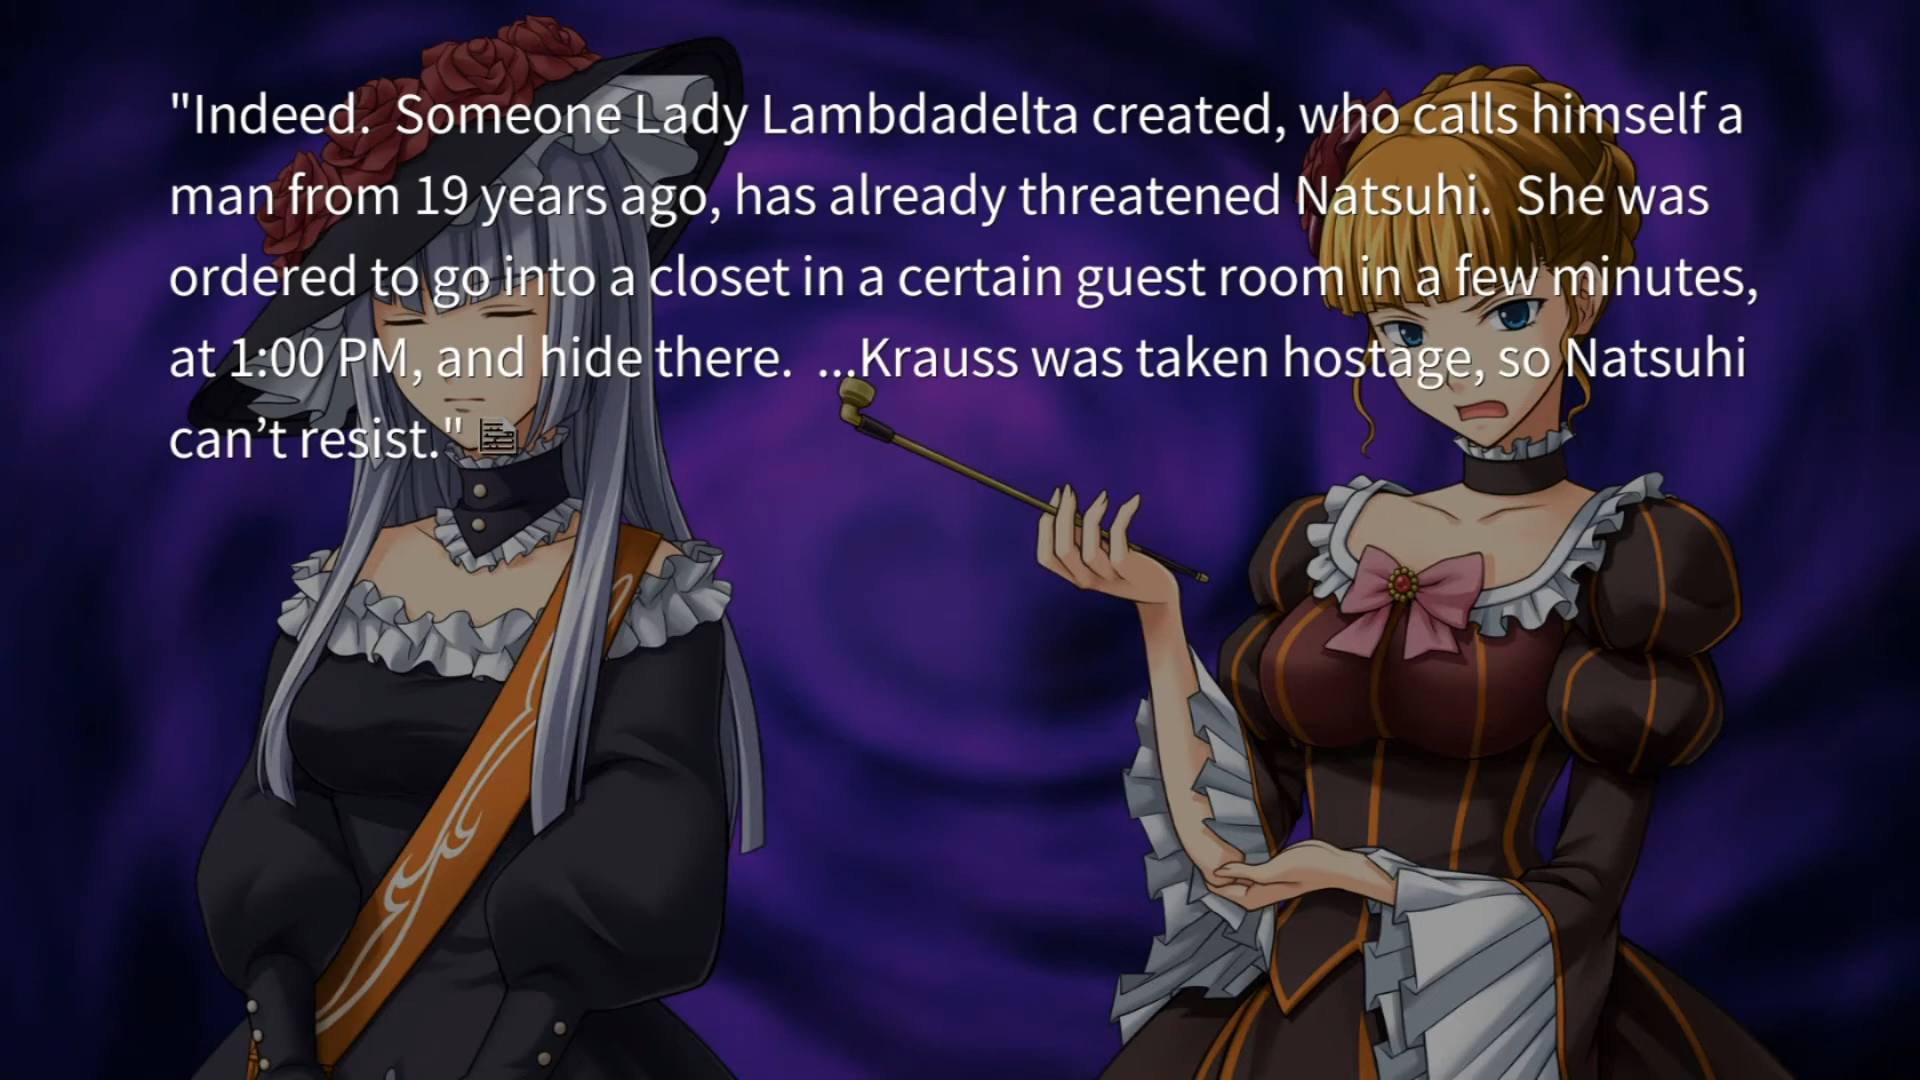 "Indeed.  Someone Lady Lambdadelta created, who calls himself a
man from 19 years ago, has already threatened Natsuhi.  She was
ordered to go into a closet in a certain guest room in a few minutes,
at 1:00 PM, and hide there.  ...Krauss was taken hostage, so Natsuhi
can’t resist."